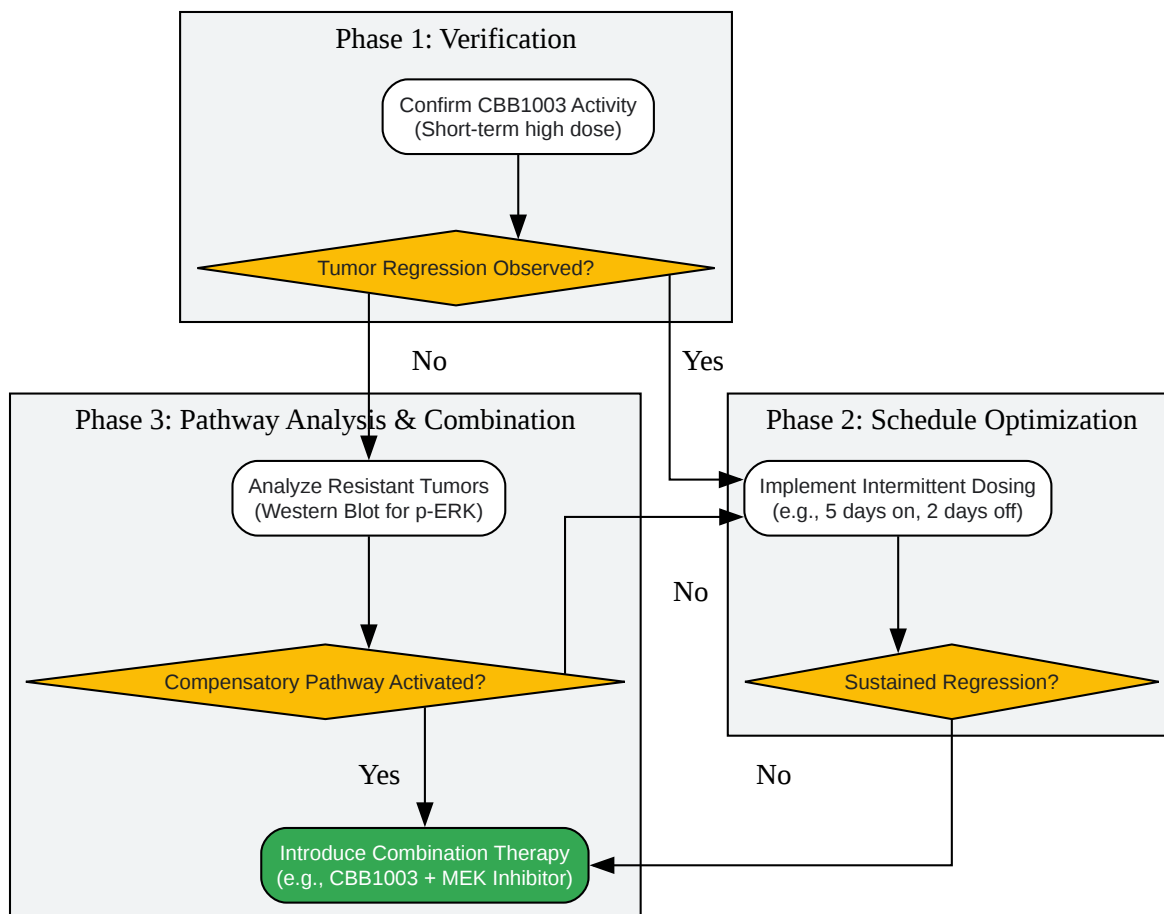 Phase 1: Verification
Confirm CBB1003 Activity
(Short-term high dose)
Tumor Regression Observed?
No
Yes
Phase 3: Pathway Analysis & Combination
Analyze Resistant Tumors
(Western Blot for p-ERK)
Compensatory Pathway Activated?
Yes
Introduce Combination Therapy
(e.g., CBB1003 + MEK Inhibitor)
No
Phase 2: Schedule Optimization
Implement Intermittent Dosing
(e.g., 5 days on, 2 days off)
Sustained Regression?
No